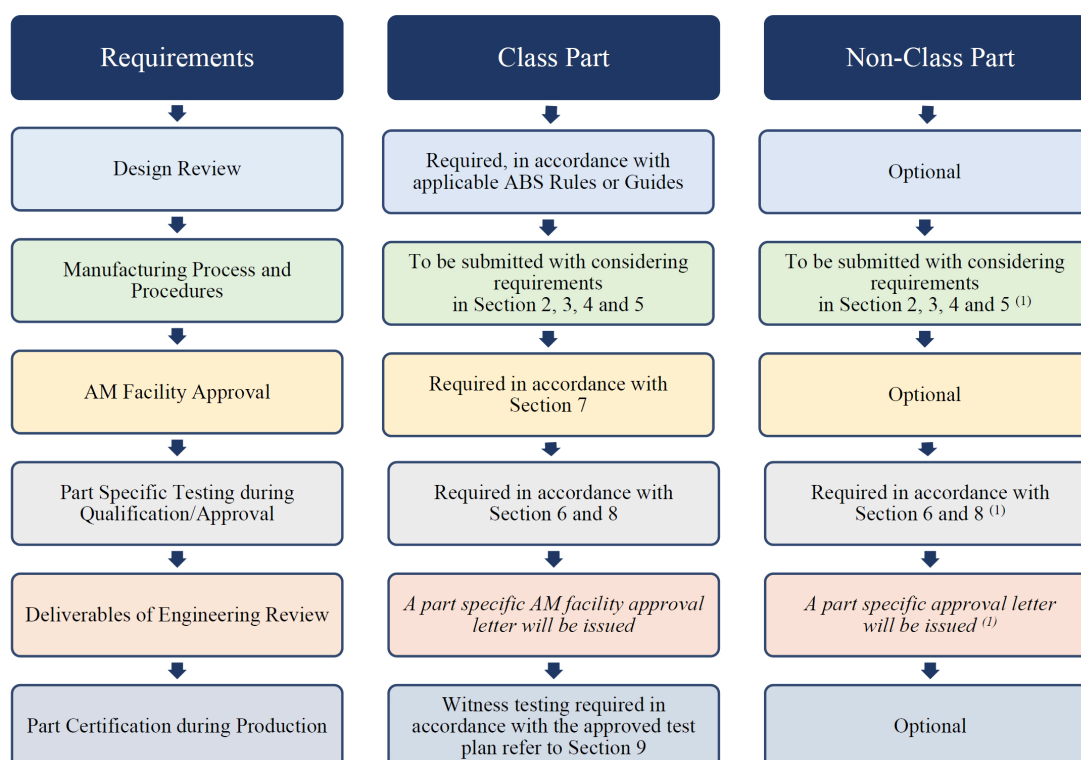 Requirements
Class Part
Non-Class Part
Design Review
Required, in accordance with
applicable ABS Rules or Guides
Optional
Manufacturing Process and
Procedures
To be submitted with considering
requirements
in Section 2, 3, 4 and 5
To be submitted with considering
requirements
in Section 2, 3, 4 and 5 (1)
AM Facility Approval
Required in accordance with
Section 7
Optional
Part Specific Testing during
Qualification/Approval
Required in accordance with
Section 6 and 8
Required in accordance with
Section 6 and 8 (1)
Deliverables of Engineering Review
A part specific AM facility approval
letter will be issued
A part specific approval letter
will be issued (1)
Part Certification during Production
Witness testing required in
accordance with the approved test
plan refer to Section 9
Optional